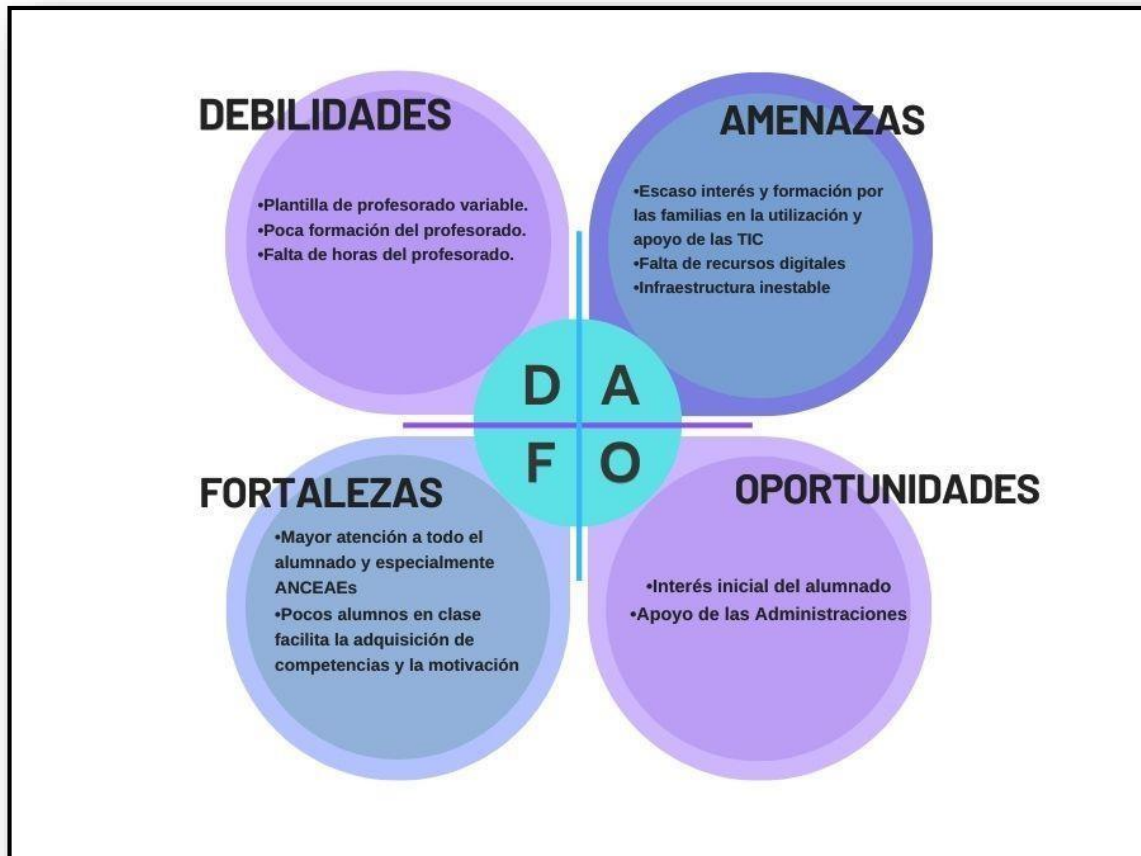 DEBILIDADES
•Plantilla de profesorado variable.
•Poca formación del profesorado.
•Falta de horas del profesorado.
AMENAZAS
•Escaso interés y formación por
las familias en la utilización y
apoyo de las TIC
•Falta de recursos digitales
•Infraestructura inestable
D A
F O
FORTALEZAS
•Mayor atención a todo el
alumnado y especialmente
ANCEAEs
•Pocos alumnos en clase
facilita la adquisición de
competencias y la motivación
OPORTUNIDADES
•Interés inicial del alumnado
•Apoyo de las Administraciones